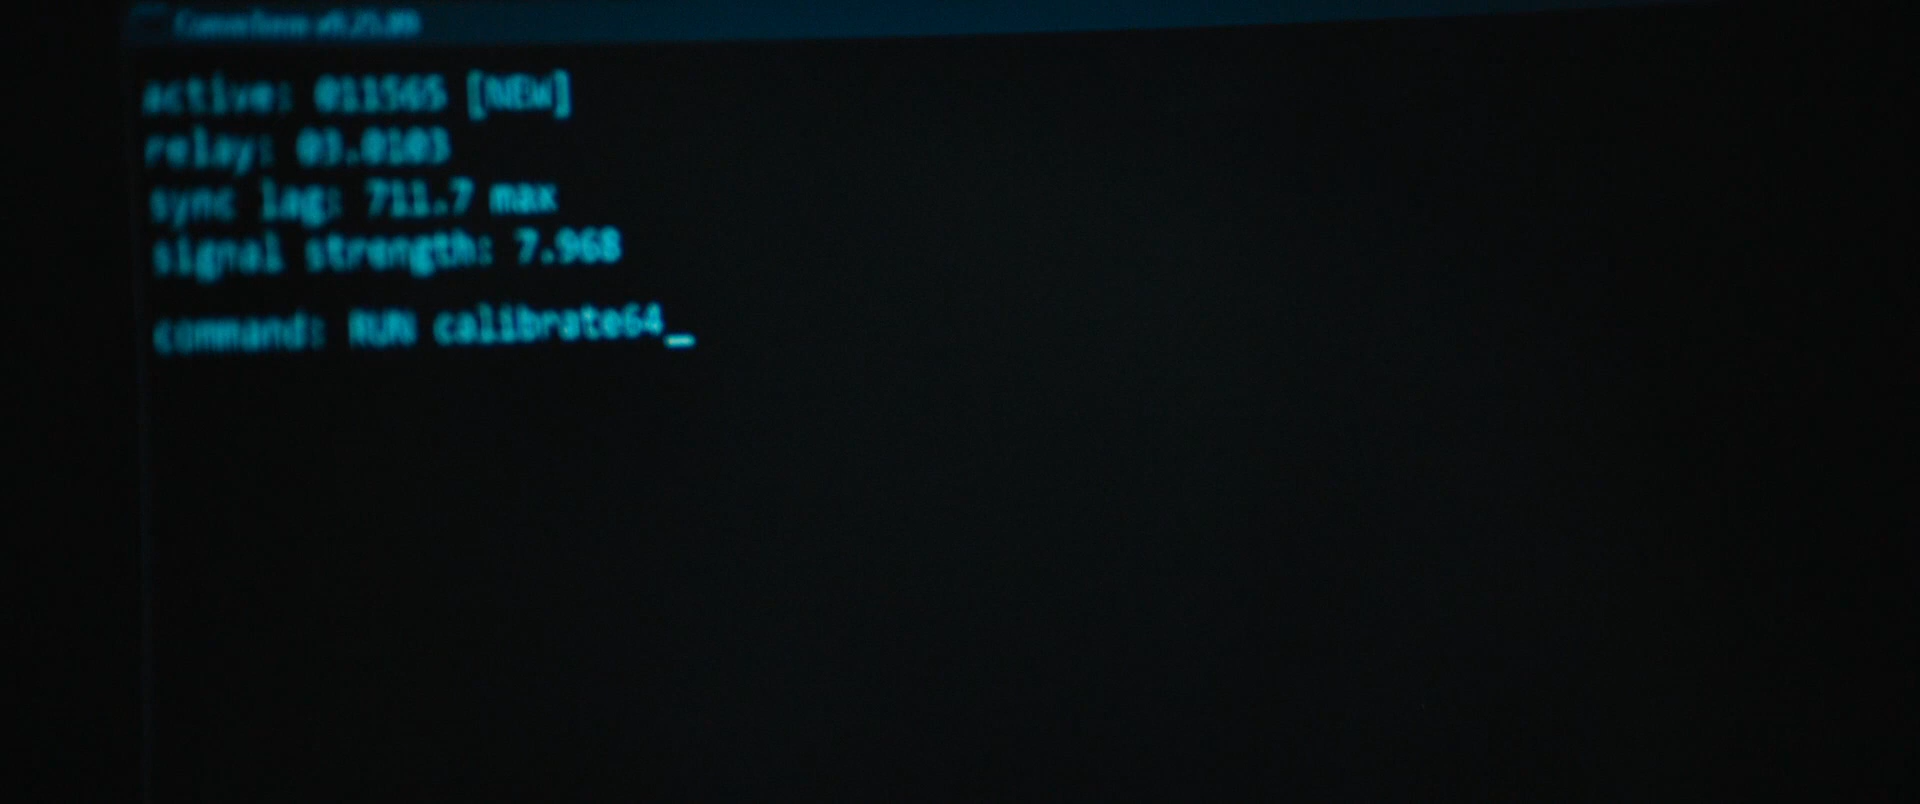 active: 011565 [NEW]
relay: 03.0103
sync lag: 711.7 max
signal strength: 7.968
command: RUN calibrate64_